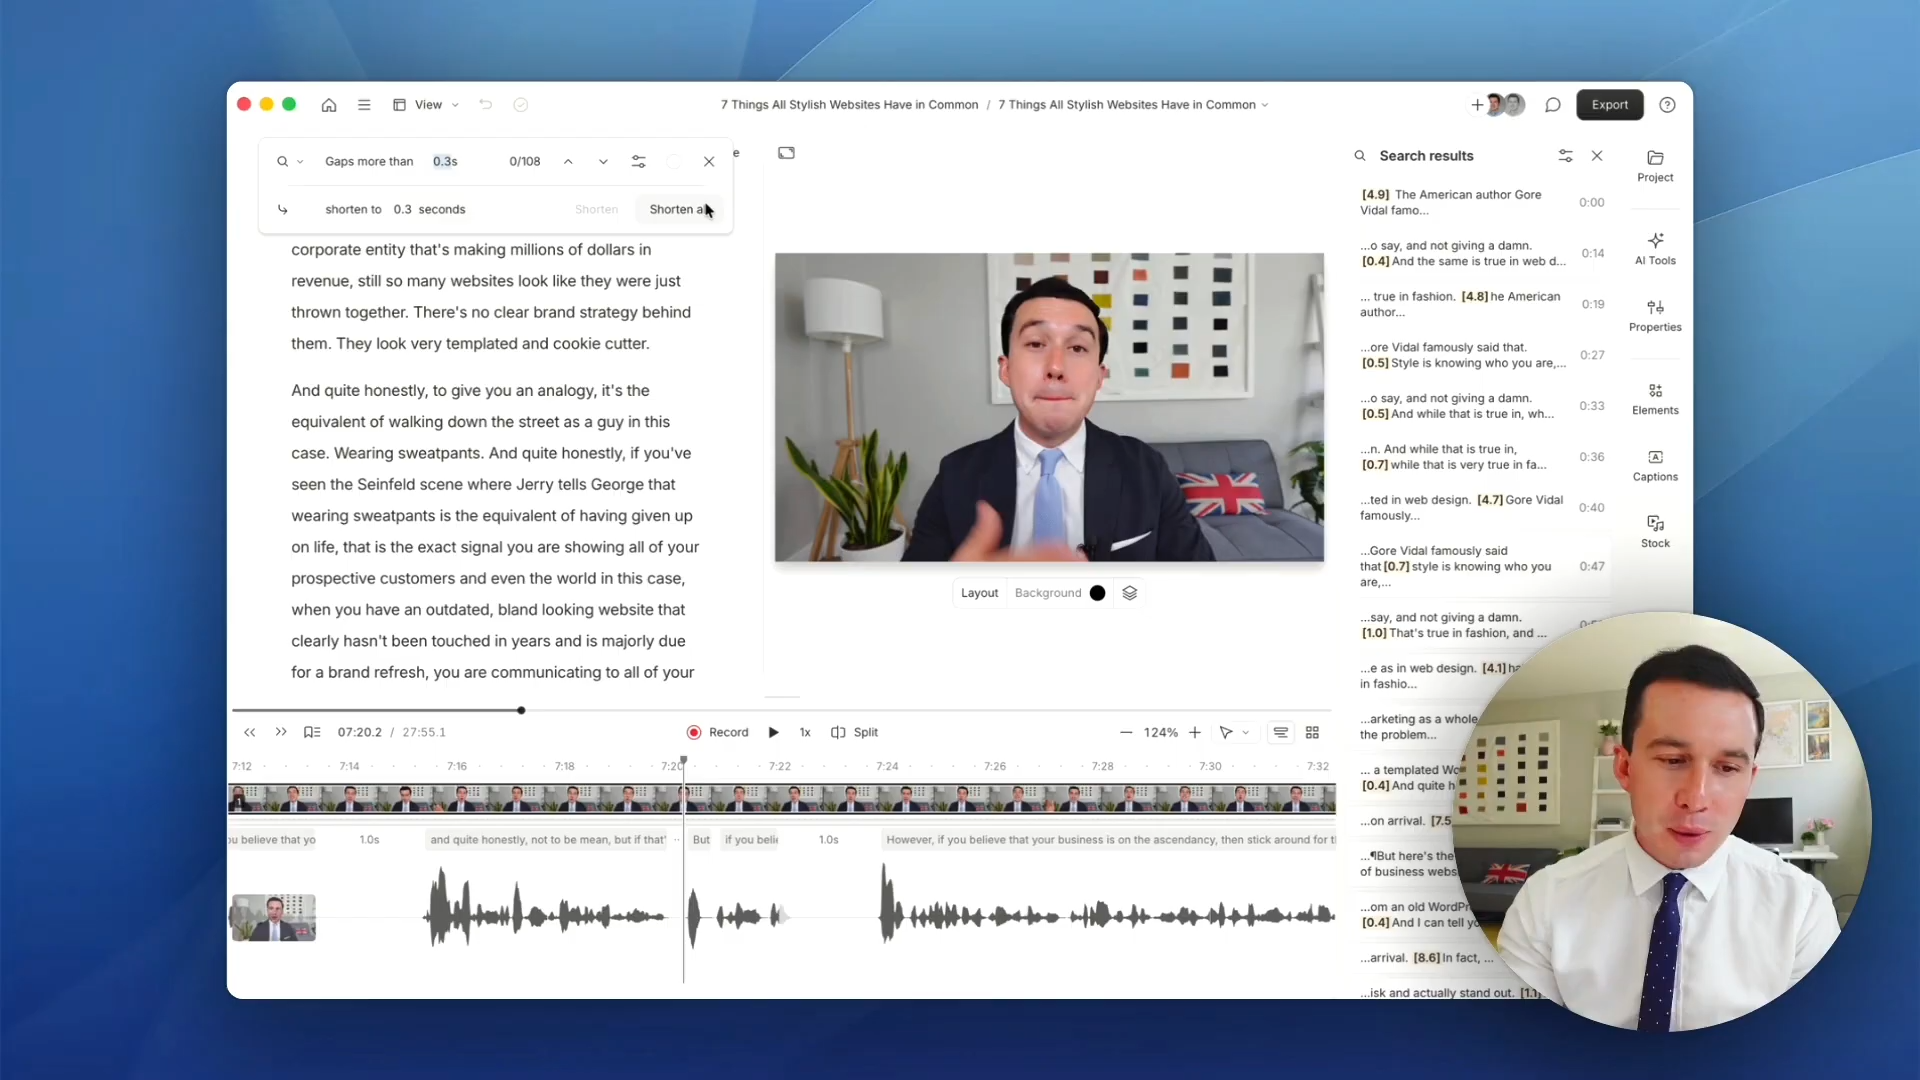 View
7 Things All Stylish Websites Have in Common / 7 Things All Stylish Websites Have in Common
Export
Gaps more than 0.3s 0/108
shorten to 0.3 seconds Shorten Shorten all
corporate entity that's making millions of dollars in
revenue, still so many websites look like they were just
thrown together. There's no clear brand strategy behind
them. They look very templated and cookie cutter.
And quite honestly, to give you an analogy, it's the
equivalent of walking down the street as a guy in this
case. Wearing sweatpants. And quite honestly, if you've
seen the Seinfeld scene where Jerry tells George that
wearing sweatpants is the equivalent of having given up
on life, that is the exact signal you are showing all of your
prospective customers and even the world in this case,
when you have an outdated, bland looking website that
clearly hasn't been touched in years and is majorly due
for a brand refresh, you are communicating to all of your
Layout Background
Search results
[4.9] The American author Gore
Vidal famo...
0:00
...o say, and not giving a damn.
[0.4] And the same is true in web d...
0:14
... true in fashion. [4.8] he American
author...
0:19
...ore Vidal famously said that.
[0.5] Style is knowing who you are,...
0:27
...o say, and not giving a damn.
[0.5] And while that is true in, wh...
0:33
...n. And while that is true in,
[0.7] while that is very true in fa...
0:36
...ted in web design. [4.7] Gore Vidal
famously...
0:40
...Gore Vidal famously said
that [0.7] style is knowing who you
are,...
0:47
...say, and not giving a damn.
[1.0] That's true in fashion, and ...
...e as in web design. [4.1]
in fashio...
...arketing as a whole
the problem...
... a templated
[0.4] And quite
...on arrival. [7.5
...¶But here's the
of business
...om an old
[0.4] And I can tell
...arrival. [8.6] In fact, ...
...isk and actually stand out. [1.1]
Project
AI Tools
Properties
Elements
Captions
Stock
07:20.2 / 27:55.1
Record 1x Split
124%
7:12 7:14 7:16 7:18 7:20 7:22 7:24 7:26 7:28 7:30 7:32
ou believe that yo 1.0s and quite honestly, not to be mean, but if that' ... But if you belie 1.0s However, if you believe that your business is on the ascendancy, then stick around for t